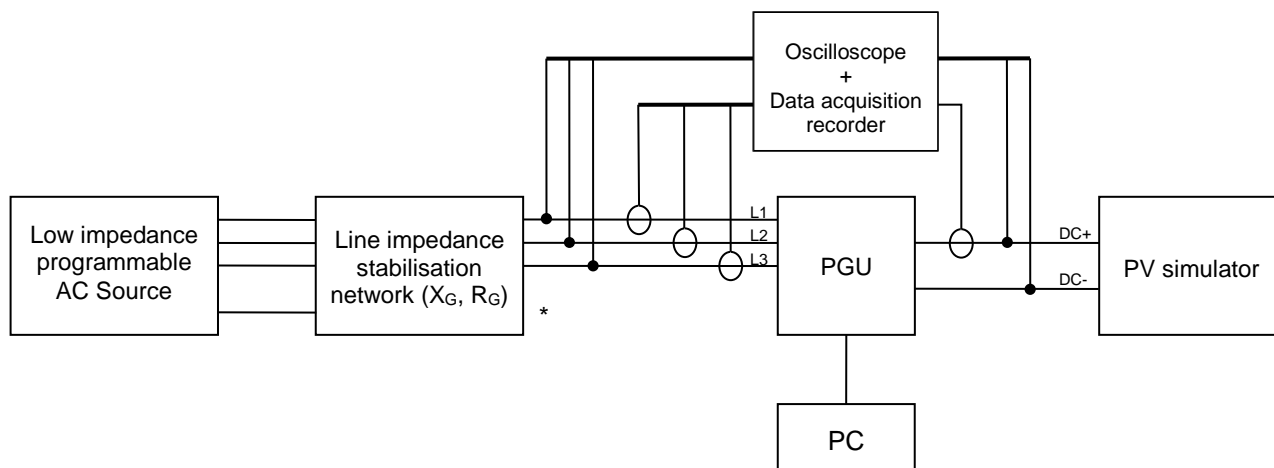 Oscilloscope
+
Data acquisition
recorder
Low impedance
programmable
AC Source
Line impedance
stabilisation
network (XG, RG)
*
L1
L2
L3
PGU
DC+
DC-
PV simulator
PC